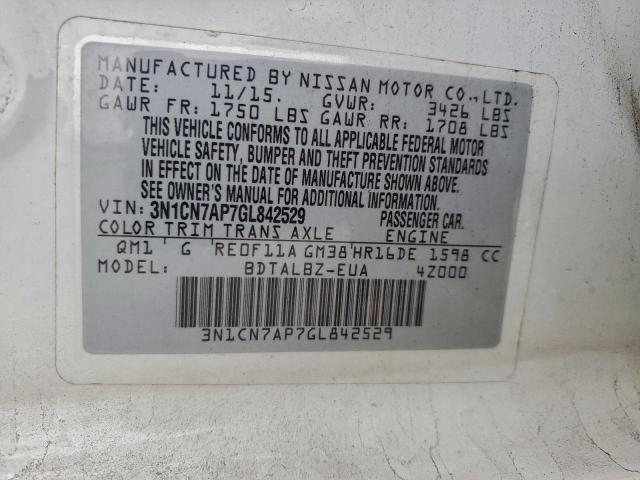 MANUFACTURED BY NISSAN MOTOR CO., LTD.
DATE: 11/15. GVWR: 3426 LBS
GAWR FR: 1750 LBS GAWR RR: 1708 LBS
THIS VEHICLE CONFORMS TO ALL APPLICABLE FEDERAL MOTOR
VEHICLE SAFETY, BUMPER AND THEFT PREVENTION STANDARDS
IN EFFECT ON THE DATE OF MANUFACTURE SHOWN ABOVE.
SEE OWNER'S MANUAL FOR ADDITIONAL INFORMATION.
VIN: 3N1CN7AP7GL842529 PASSENGER CAR.
COLOR TRIM TRANS AXLE ENGINE
QM1 G RE0F11A GM38 HR16DE 1598 CC
MODEL: BDTALBZ-EUA 4Z000
3N1CN7AP7GL842529